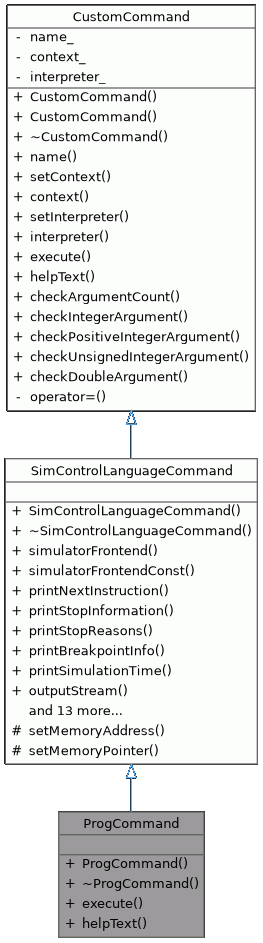 CustomCommand
- name_
- context_
- interpreter_
+ CustomCommand()
+ CustomCommand()
+ ~CustomCommand()
+ name()
+ setContext()
+ context()
+ setInterpreter()
+ interpreter()
+ execute()
+ helpText()
+ checkArgumentCount()
+ checkIntegerArgument()
+ checkPositiveIntegerArgument()
+ checkUnsignedIntegerArgument()
+ checkDoubleArgument()
- operator=()
SimControlLanguageCommand
+ SimControlLanguageCommand()
+ ~SimControlLanguageCommand()
+ simulatorFrontend()
+ simulatorFrontendConst()
+ printNextInstruction()
+ printStopInformation()
+ printStopReasons()
+ printBreakpointInfo()
+ printSimulationTime()
+ outputStream()
and 13 more...
# setMemoryAddress()
# setMemoryPointer()
ProgCommand
+ ProgCommand()
+ ~ProgCommand()
+ execute()
+ helpText()